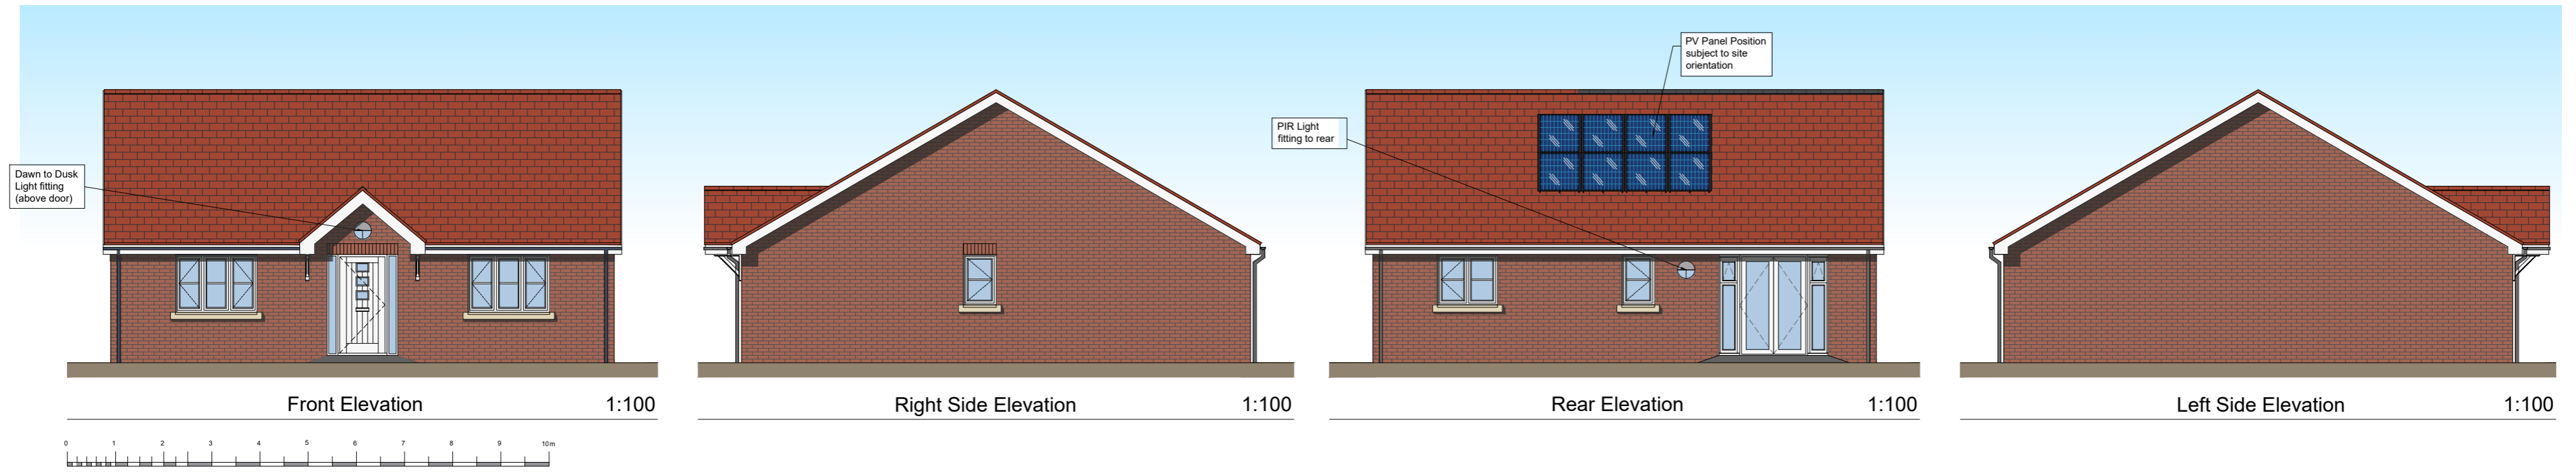 PV Panel Position
subject to site
orientation
PIR Light
fitting to rear
Dawn to Dusk
Light fitting
(above door)
Front Elevation 1:100
Right Side Elevation 1:100
Rear Elevation 1:100
Left Side Elevation 1:100
0 1 2 3 4 5 6 7 8 9 10m